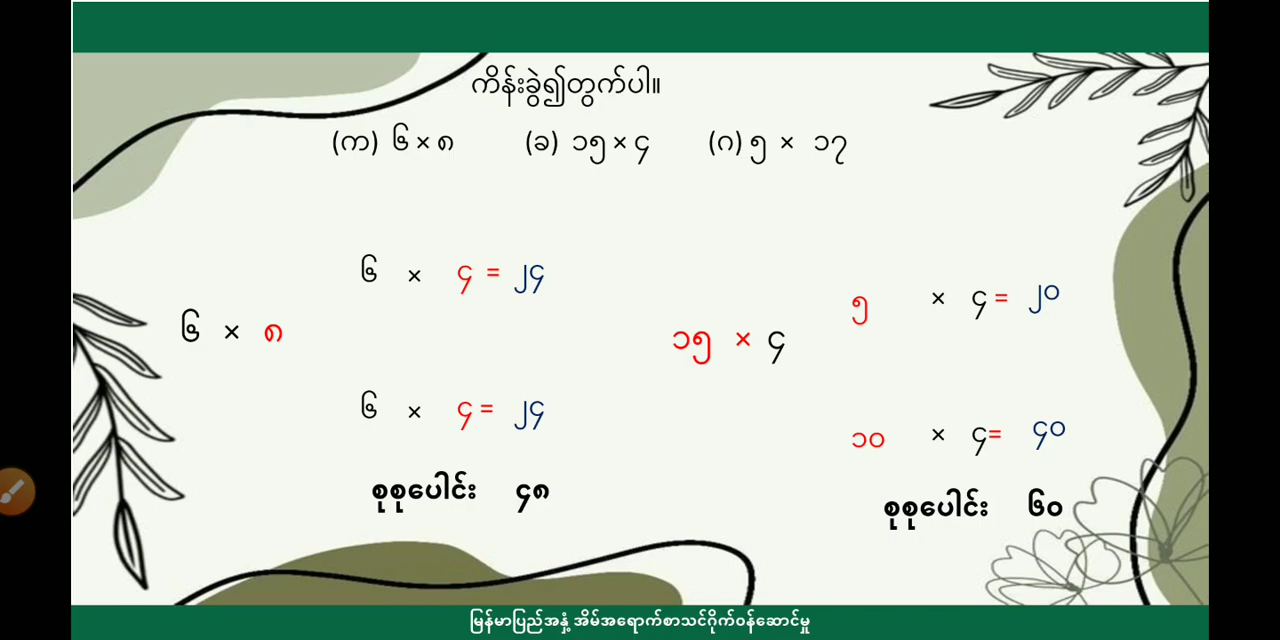 ကိန်းခွဲ၍တွက်ပါ။
(က) ၆ × ၈ (ခ) ၁၅ × ၄ (ဂ) ၅ × ၁၇
၆ × ၄ = ၂၄
၆ × ၈
၆ × ၄ = ၂၄
စုစုပေါင်း ၄၈
၅ × ၄ = ၂၀
၁၅ × ၄
၁၀ × ၄ = ၄၀
စုစုပေါင်း ၆၀
မြန်မာပြည်အနှံ့ အိမ်အရောက်စာသင်ဂိုက်ဝန်ဆောင်မှု